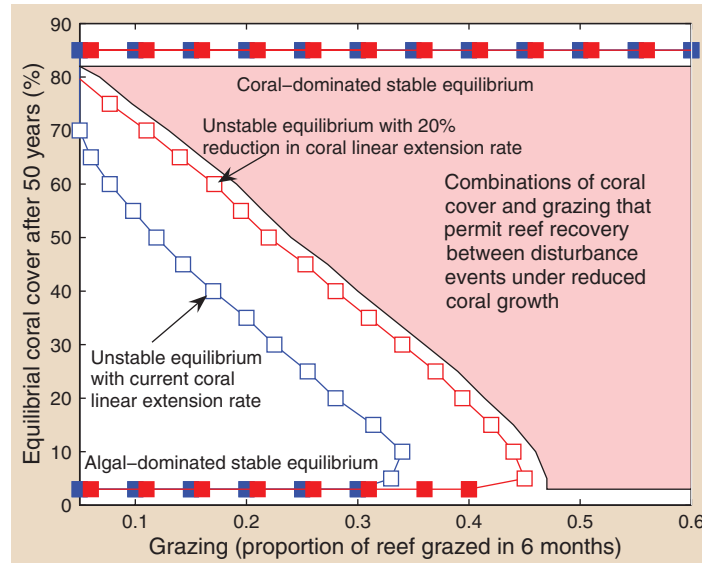 90
80
70
60
50
40
30
20
10
0
Equilibrial coral cover after 50 years (%)
Coral–dominated stable equilibrium
Unstable equilibrium with 20%
reduction in coral linear extension rate
Combinations of coral
cover and grazing that
permit reef recovery
between disturbance
events under reduced
coral growth
Unstable equilibrium
with current coral
linear extension rate
Algal–dominated stable equilibrium
0.1
0.2
0.3
0.4
0.5
0.6
Grazing (proportion of reef grazed in 6 months)